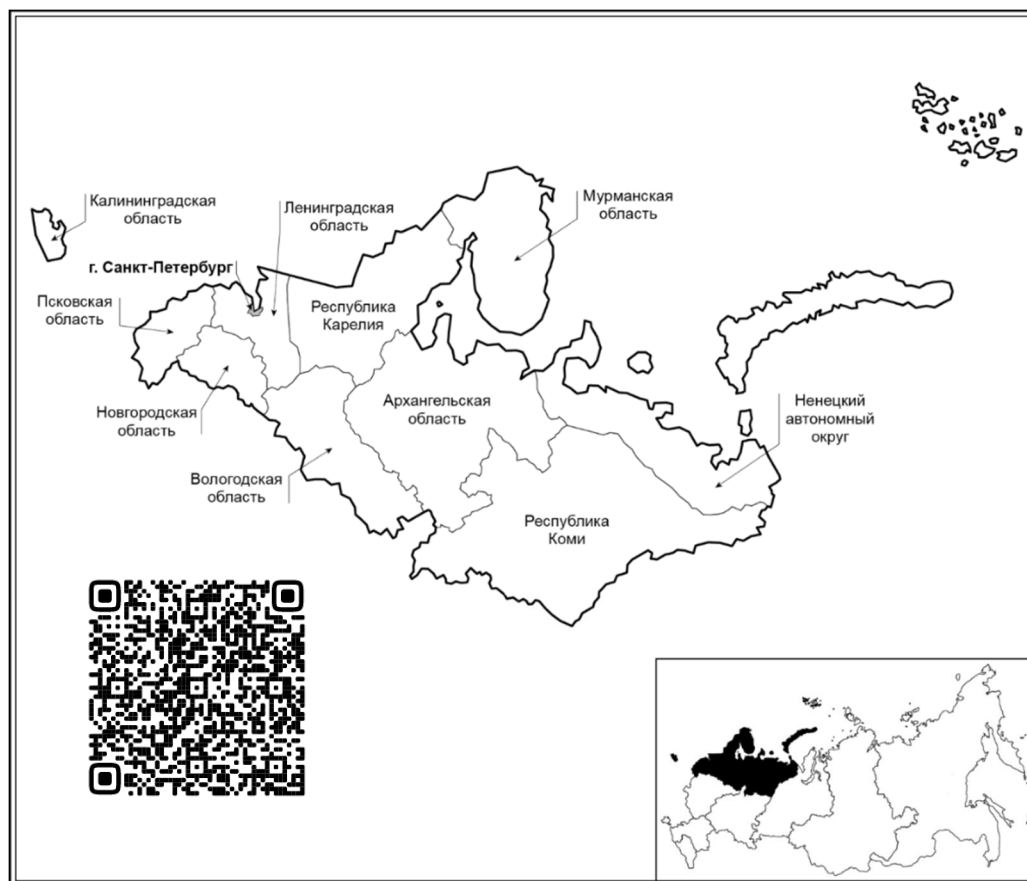 Калининградская
область
Ленинградская
область
Мурманская
область
г. Санкт-Петербург
Псковская
область
Республика
Карелия
Архангельская
область
Ненецкий
автономный
округ
Новгородская
область
Вологодская
область
Республика
Коми